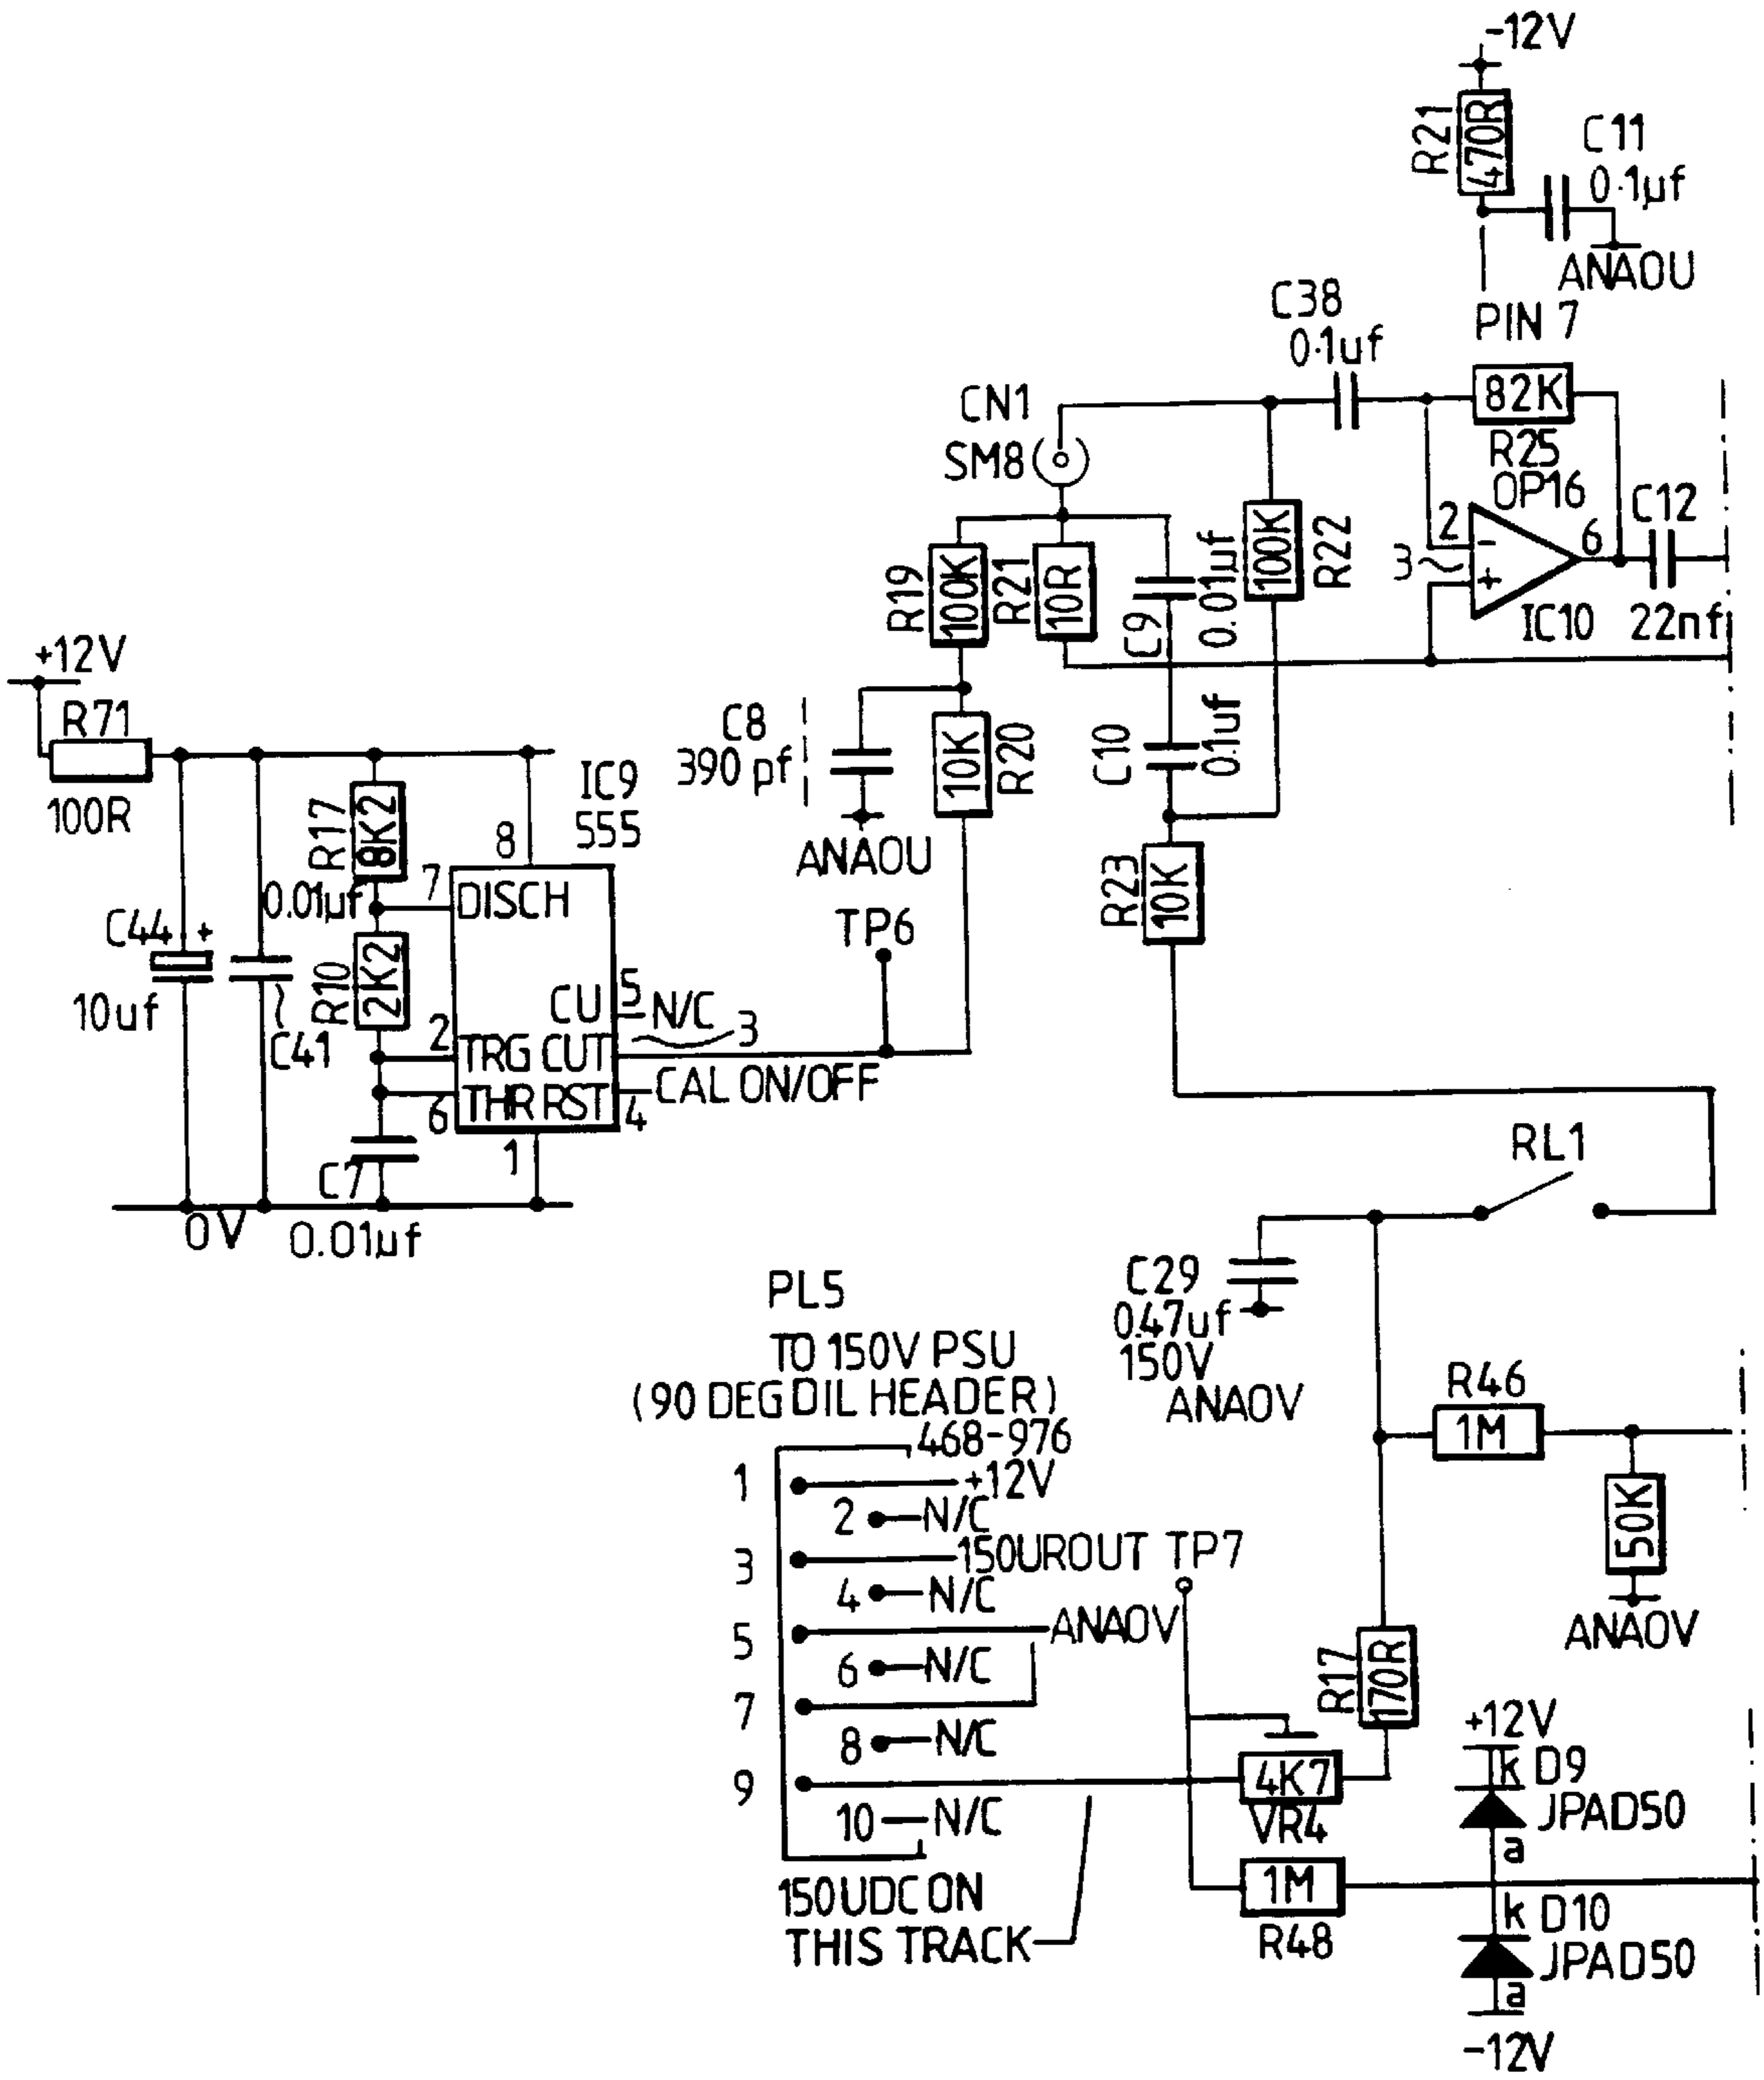 -12V
R21
470R
C11
0.1µf
ANAOU
PIN 7
C38
0.1uf
CN1
SM8
82K
R25
OP16
2
-
3
+
6
IC10
C12
22nf
R19
100K
R21
10R
C9
0.01uf
100K
R22
C8
390 pf
ANAOU
10K
R20
C10
0.1uf
R23
10K
+12V
R71
100R
R17
8K2
0.01µf
R10
2K2
C44 +
10uf
C41
C7
0.01µf
0V
IC9
555
8
7
DISCH
CU
5
N/C
2
TRG
CUT
3
6
THR
RST
4
CAL ON/OFF
1
TP6
RL1
C29
0.47uf
150V
ANAOV
R46
1M
50K
ANAOV
PL5
TO 150V PSU
(90 DEG DIL HEADER)
468-976
1
+12V
2
N/C
3
150UROUT
TP7
4
N/C
5
ANAOV
6
N/C
7
8
N/C
9
10
N/C
150UDC ON
THIS TRACK
R17
170R
4K7
VR4
1M
R48
+12V
k
D9
JPAD50
a
k
D10
JPAD50
a
-12V